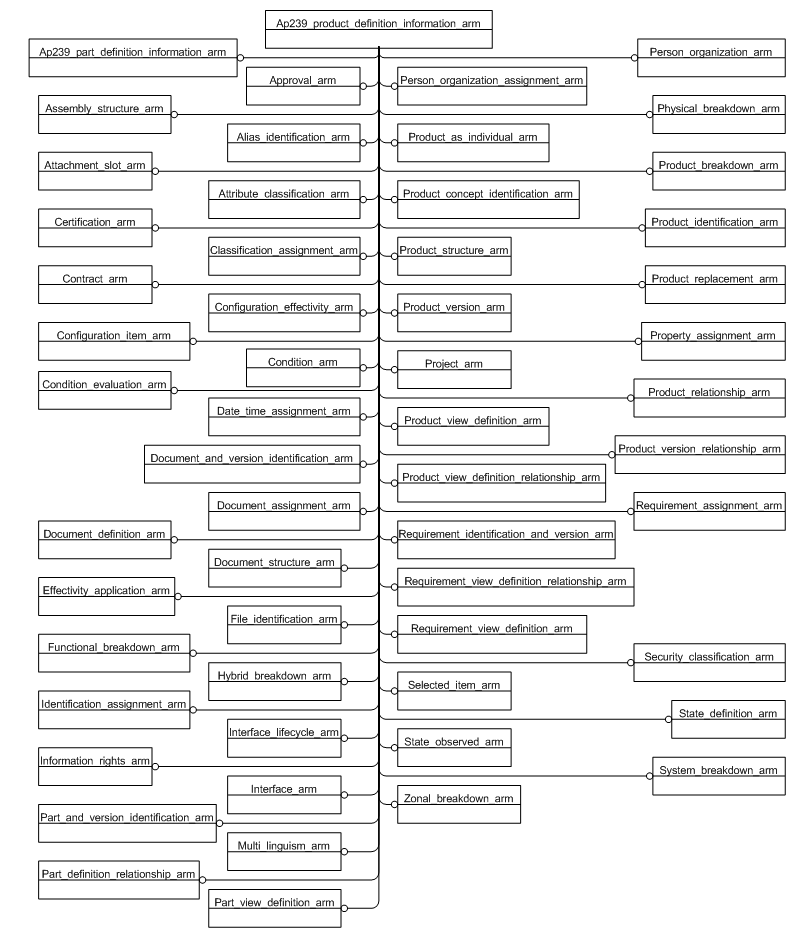 Ap239_product_definition_information_arm
Ap239_part_definition_information_arm
Person_organization_arm
Approval_arm
Person_organization_assignment_arm
Assembly_structure_arm
Physical_breakdown_arm
Alias_identification_arm
Product_as_individual_arm
Attachment_slot_arm
Product_breakdown_arm
Attribute_classification_arm
Product_concept_identification_arm
Certification_arm
Product_identification_arm
Classification_assignment_arm
Product_structure_arm
Contract_arm
Product_replacement_arm
Configuration_effectivity_arm
Product_version_arm
Configuration_item_arm
Property_assignment_arm
Condition_arm
Project_arm
Condition_evaluation_arm
Product_relationship_arm
Date_time_assignment_arm
Product_view_definition_arm
Document_and_version_identification_arm
Product_version_relationship_arm
Product_view_definition_relationship_arm
Document_assignment_arm
Requirement_assignment_arm
Document_definition_arm
Requirement_identification_and_version_arm
Document_structure_arm
Requirement_view_definition_relationship_arm
Effectivity_application_arm
File_identification_arm
Requirement_view_definition_arm
Functional_breakdown_arm
Security_classification_arm
Hybrid_breakdown_arm
Selected_item_arm
Identification_assignment_arm
State_definition_arm
Interface_lifecycle_arm
State_observed_arm
Information_rights_arm
System_breakdown_arm
Interface_arm
Zonal_breakdown_arm
Part_and_version_identification_arm
Multi_linguism_arm
Part_definition_relationship_arm
Part_view_definition_arm